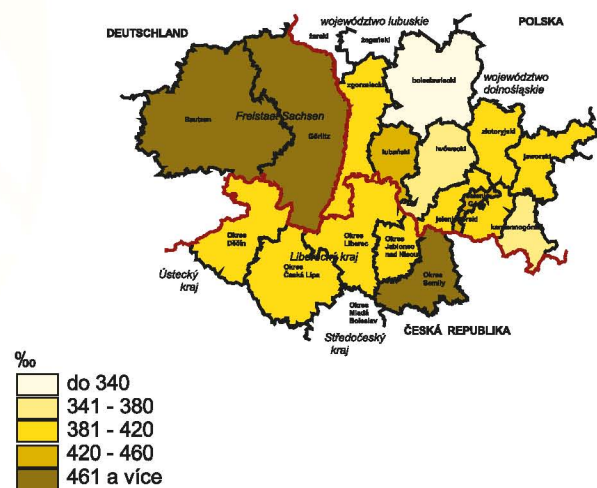 województwo lubuskie
POLSKA
DEUTSCHLAND
żarski
żagański
bolesławiecki
zgorzelecki
województwo
dolnośląskie
Freistaat Sachsen
Bautzen
Görlitz
złotoryjski
lubański
lwówecki
jaworski
jeleniogórski
kamiennogórski
Okres
Děčín
Okres
Liberec
Liberecký kraj
Okres
Jablonec
nad Nisou
Okres
Česká Lípa
Okres
Semily
Ústecký
kraj
Okres
Mladá
Boleslav
Středočeský
kraj
ČESKÁ REPUBLIKA
‰
do 340
341 - 380
381 - 420
420 - 460
461 a více